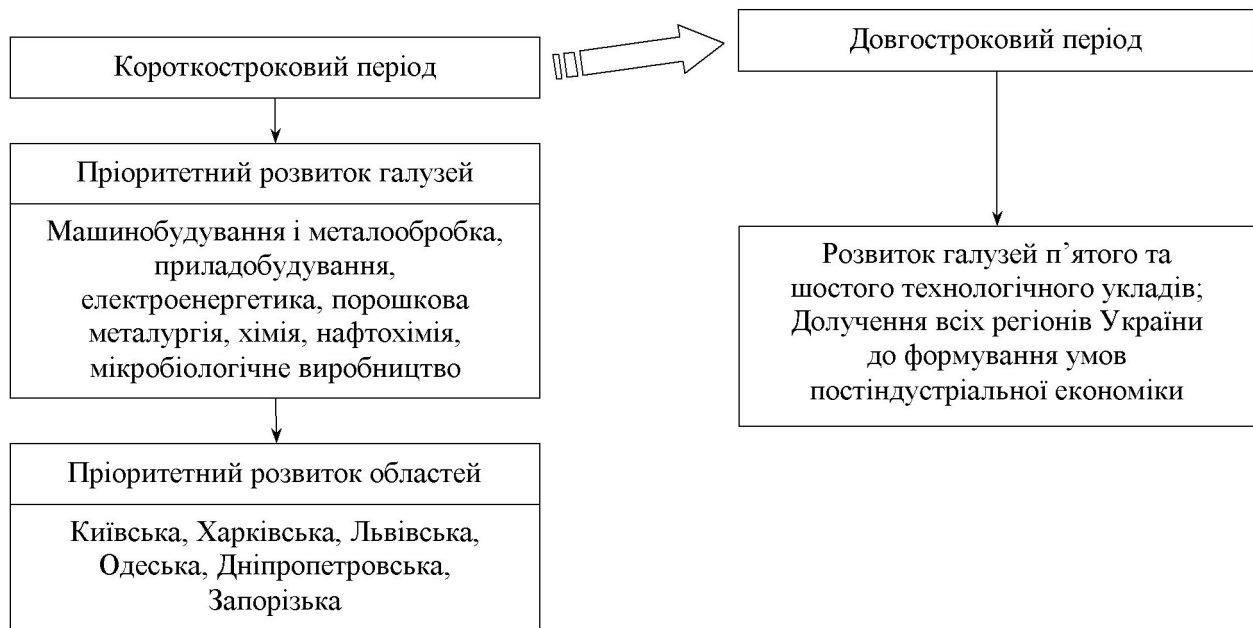 Короткостроковий період
Довгостроковий період
Пріоритетний розвиток галузей
Машинобудування і металообробка,
приладобудування,
електроенергетика, порошкова
металургія, хімія, нафтохімія,
мікробіологічне виробництво
Розвиток галузей п’ятого та
шостого технологічного укладів;
Долучення всіх регіонів України
до формування умов
постіндустріальної економіки
Пріоритетний розвиток областей
Київська, Харківська, Львівська,
Одеська, Дніпропетровська,
Запорізька